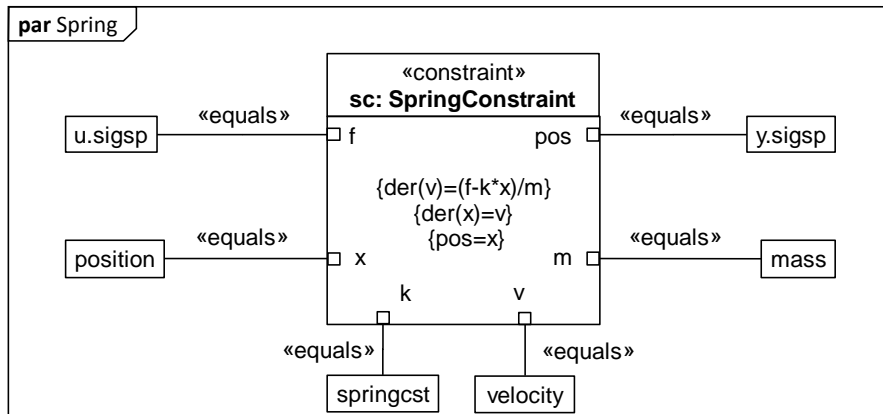 par Spring
«constraint»
sc: SpringConstraint
«equals»
«equals»
u.sigsp
f
pos
y.sigsp
{der(v)=(f-k*x)/m}
{der(x)=v}
{pos=x}
«equals»
«equals»
position
x
m
mass
k
v
«equals»
«equals»
springcst
velocity